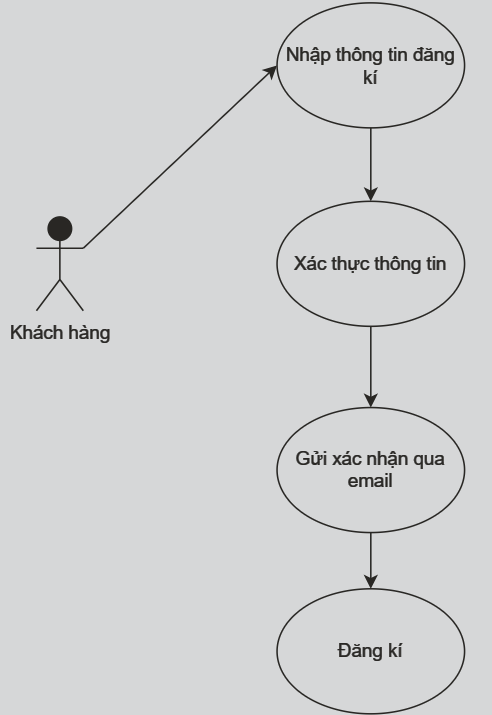 Nhập thông tin đăng
kí
Xác thực thông tin
Khách hàng
Gửi xác nhận qua
email
Đăng kí